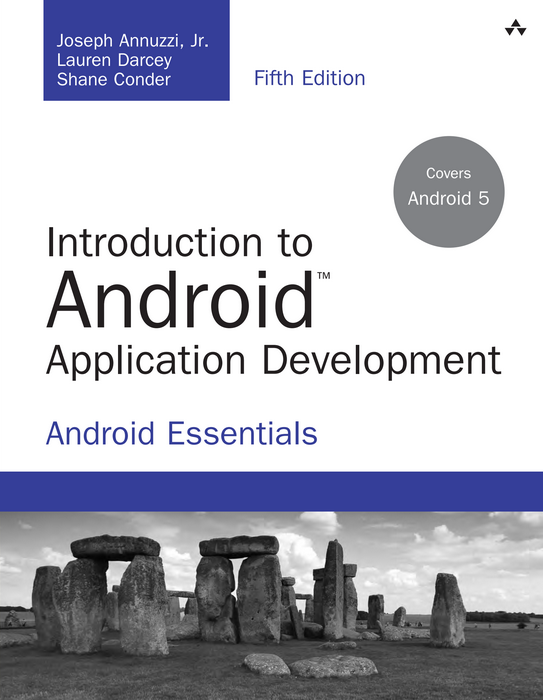 Joseph Annuzzi, Jr.
Lauren Darcey
Shane Conder
Fifth Edition
Covers
Android 5
Introduction to
Android™
Application Development
Android Essentials